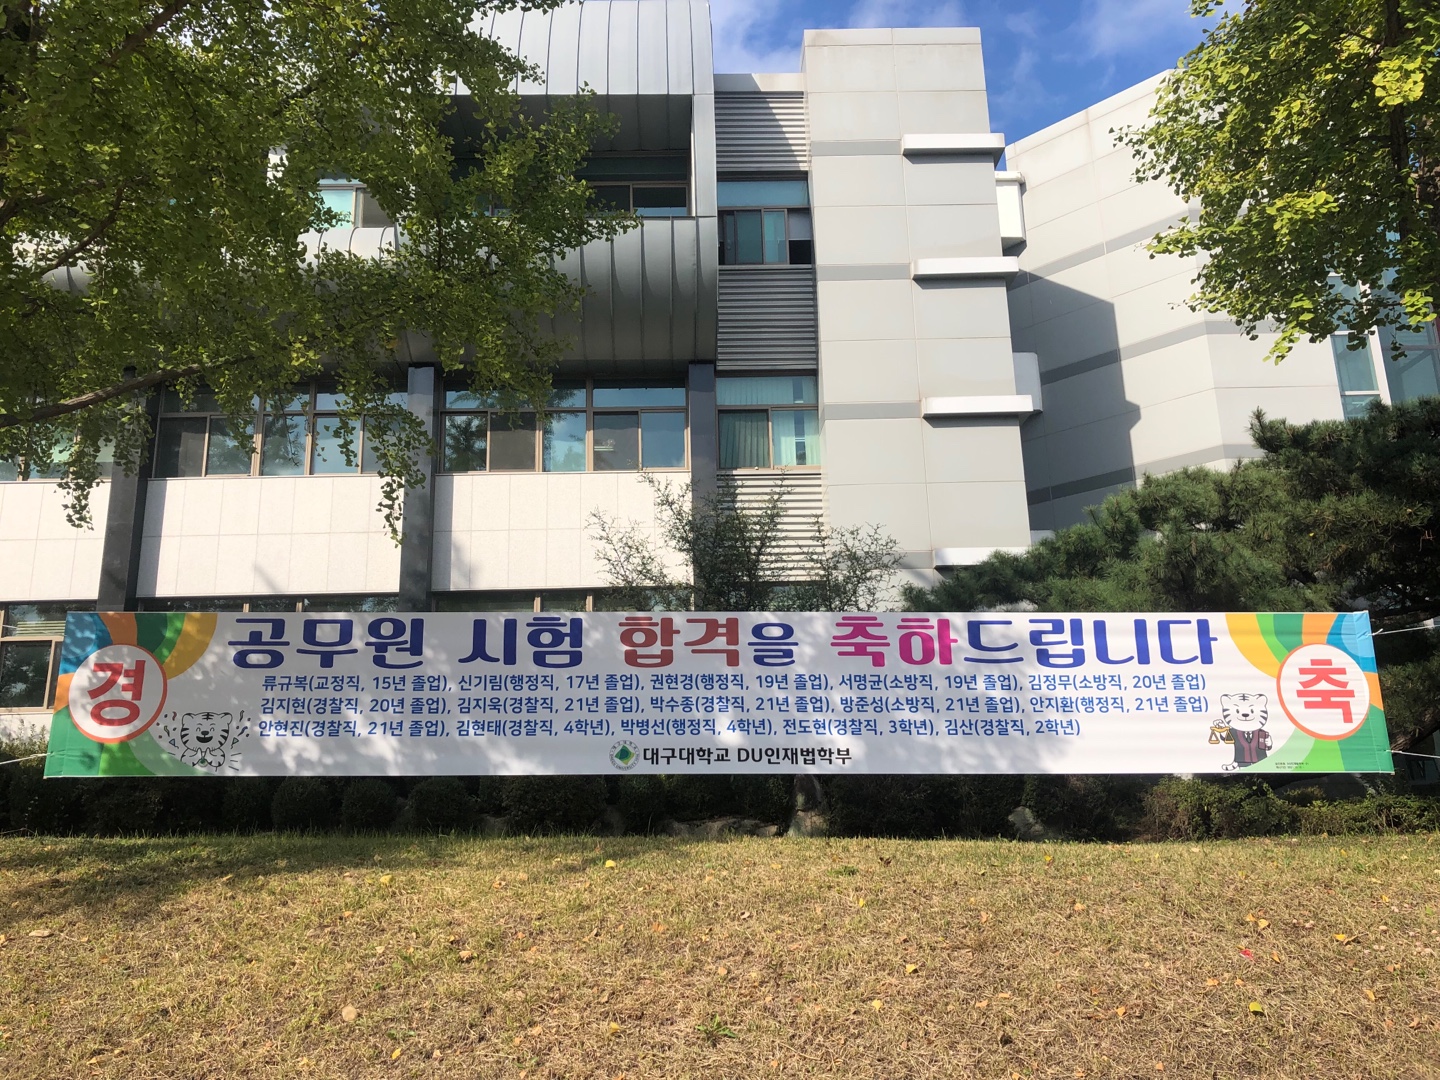 경
공무원 시험 합격을 축하드립니다
축
류규복(교정직, 15년 졸업), 신기림(행정직, 17년 졸업), 권현경(행정직, 19년 졸업), 서명균(소방직, 19년 졸업), 김정무(소방직, 20년 졸업)
김지현(경찰직, 20년 졸업), 김지욱(경찰직, 21년 졸업), 박수종(경찰직, 21년 졸업), 방준성(소방직, 21년 졸업), 안지환(행정직, 21년 졸업)
안현진(경찰직, 21년 졸업), 김현태(경찰직, 4학년), 박병선(행정직, 4학년), 전도현(경찰직, 3학년), 김산(경찰직, 2학년)
대구대학교 DU인재법학부